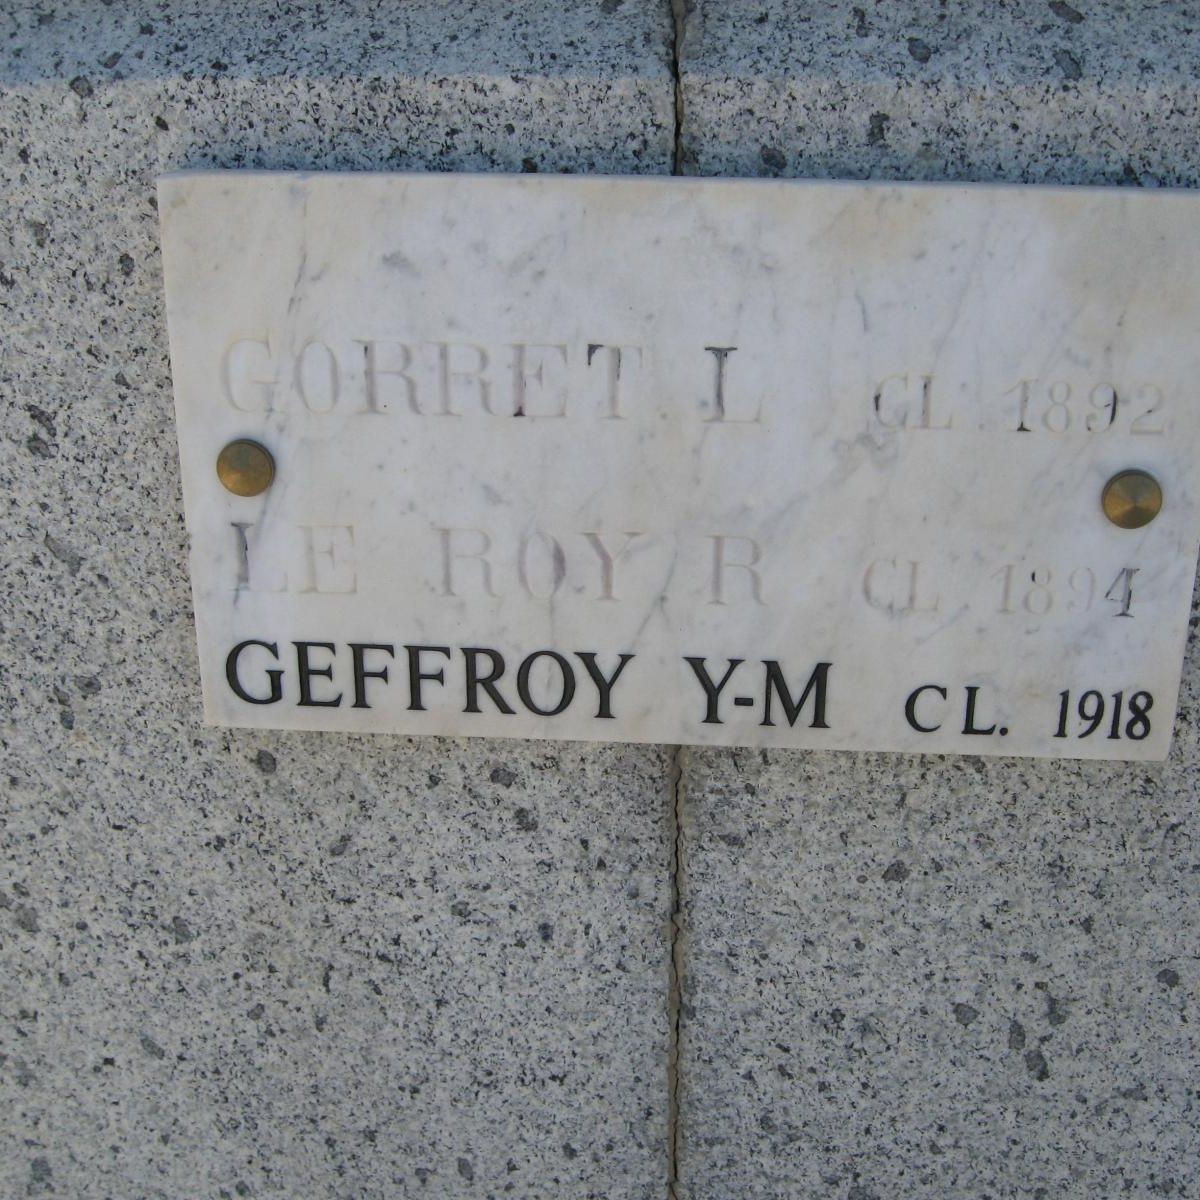 GORRET L CL. 1892
LE ROY R CL. 1894
GEFFROY Y-M CL. 1918